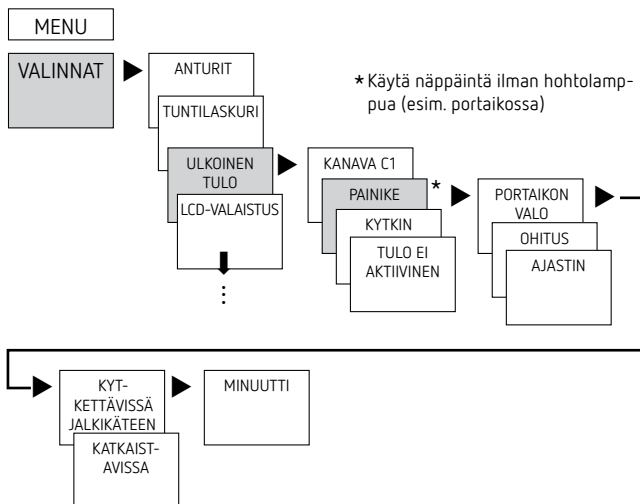 MENU
VALINNAT
ANTURIT
TUNTILASKURI
ULKOINEN
TULO
LCD-VALAISTUS
* Käytä näppäintä ilman hohtolamp-
pua (esim. portaikossa)
KANAVA C1
PAINIKE *
KYTKIN
TULO EI
AKTIIVINEN
PORTAIKON
VALO
OHITUS
AJASTIN
KYT-
KETTÄVISSÄ
JALKIKÄTEEN
KATKAIST-
AVISSA
MINUUTTI